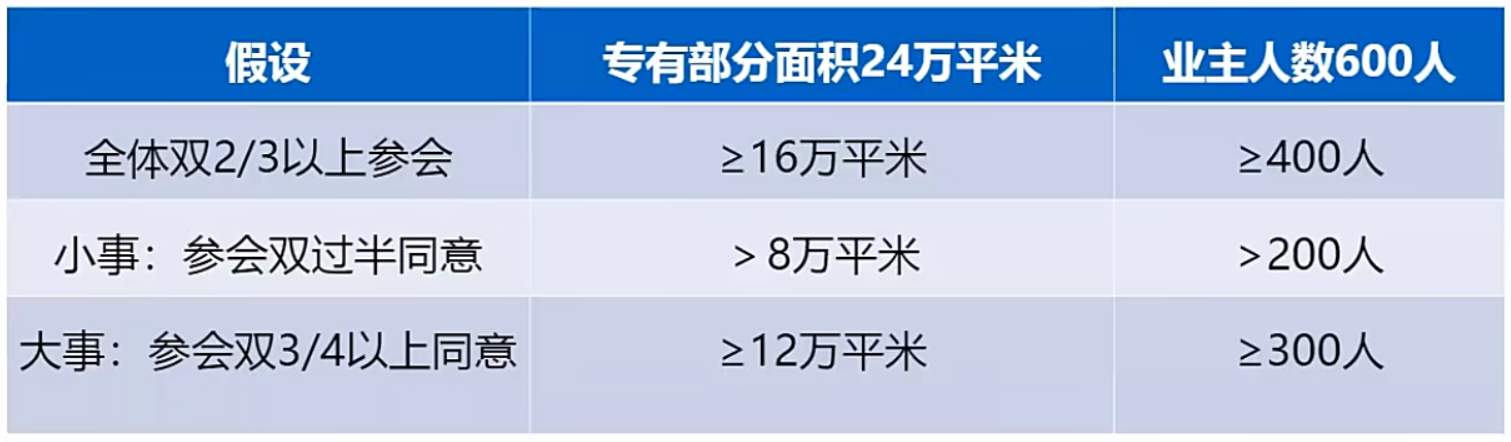 假设 专有部分面积24万平米 业主人数600人
全体双2/3以上参会 ≥16万平米 ≥400人
小事：参会双过半同意 >8万平米 >200人
大事：参会双3/4以上同意 ≥12万平米 ≥300人